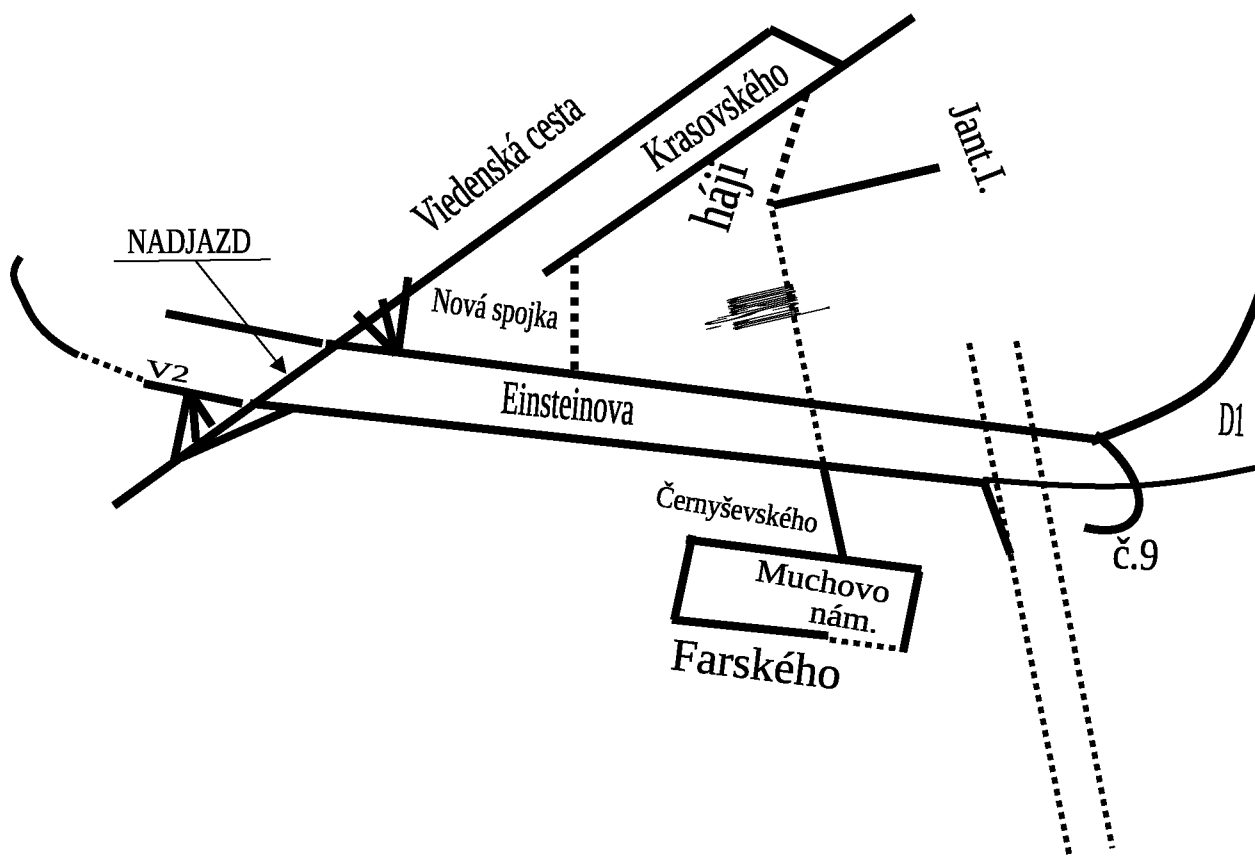 Krasovského
Viedenská cesta
Jant.I.
háji
NADJAZD
Nová spojka
V2
Einsteinova
D1
Černyševského
č.9
Muchovo
nám.
Farského